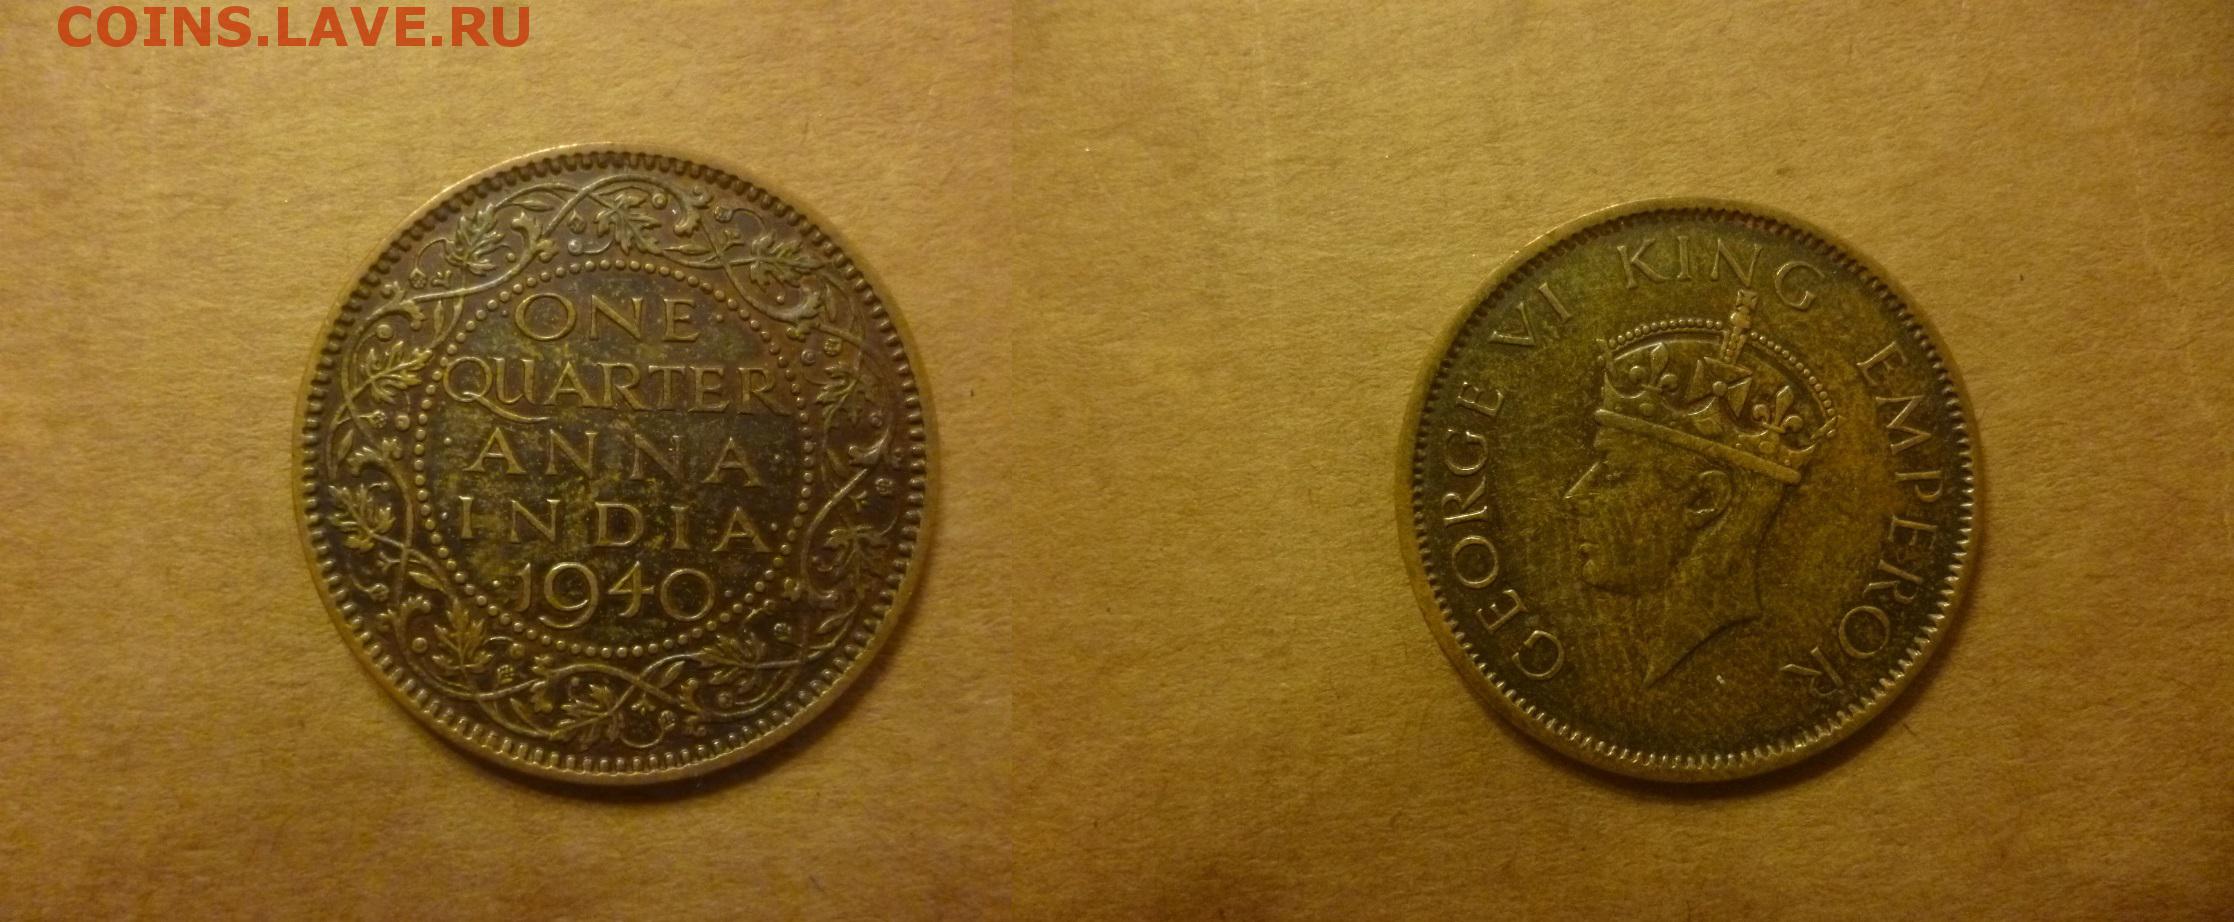 COINS.LAVE.RU
ONE
QUARTER
ANNA
INDIA
1940
GEORGE VI KING EMPEROR